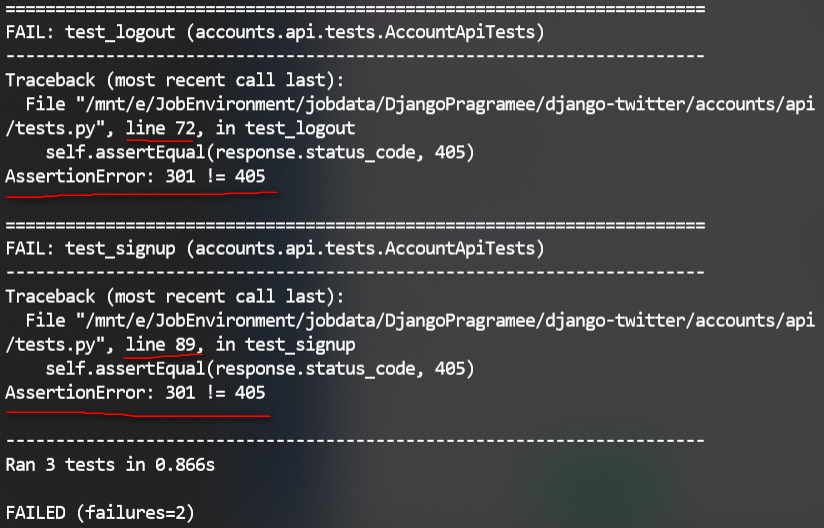 ======================================================================
FAIL: test_logout (accounts.api.tests.AccountApiTests)
----------------------------------------------------------------------
Traceback (most recent call last):
  File "/mnt/e/JobEnvironment/jobdata/DjangoPragramee/django-twitter/accounts/api
/tests.py", line 72, in test_logout
    self.assertEqual(response.status_code, 405)
AssertionError: 301 != 405

======================================================================
FAIL: test_signup (accounts.api.tests.AccountApiTests)
----------------------------------------------------------------------
Traceback (most recent call last):
  File "/mnt/e/JobEnvironment/jobdata/DjangoPragramee/django-twitter/accounts/api
/tests.py", line 89, in test_signup
    self.assertEqual(response.status_code, 405)
AssertionError: 301 != 405

----------------------------------------------------------------------
Ran 3 tests in 0.866s

FAILED (failures=2)